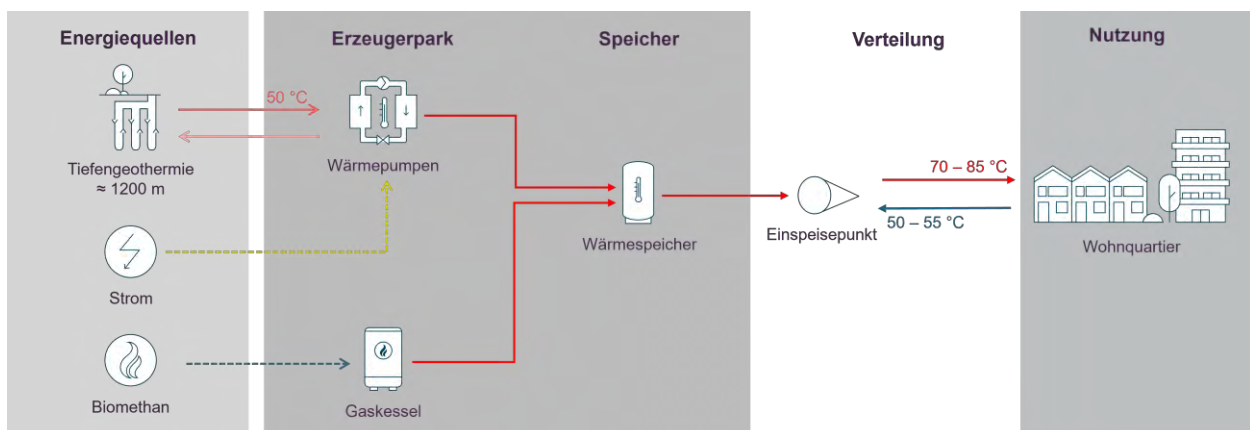 Energiequellen
Erzeugerpark
Speicher
Verteilung
Nutzung
50 °C
Tiefengeothermie
≈ 1200 m
Wärmepumpen
70 – 85 °C
50 – 55 °C
Wärmespeicher
Einspeisepunkt
Wohnquartier
Strom
Biomethan
Gaskessel